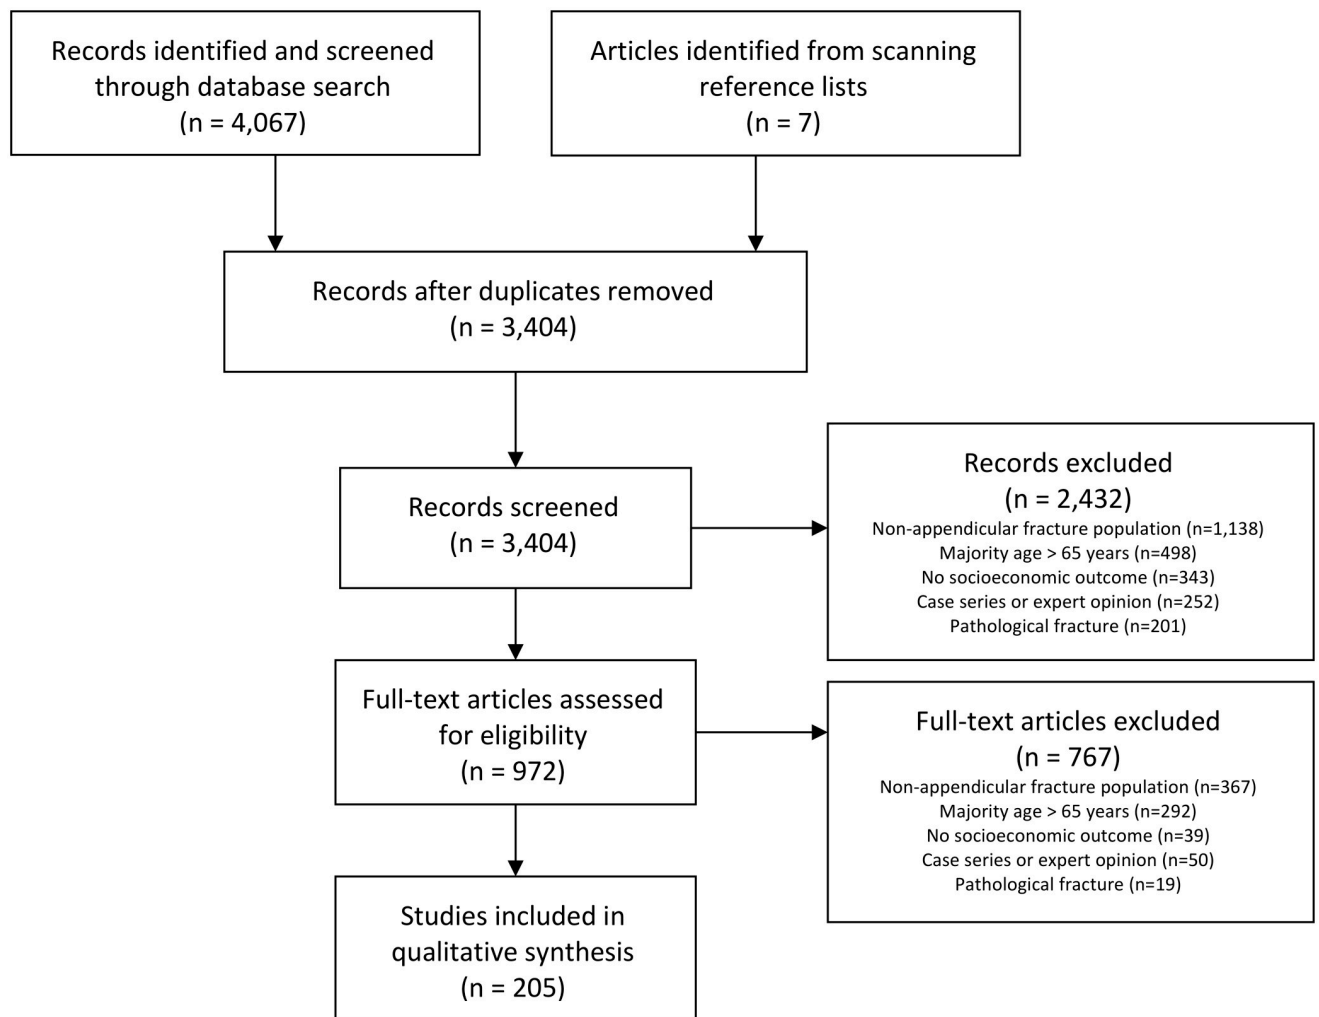 Records identified and screened
through database search
(n = 4,067)
Articles identified from scanning
reference lists
(n = 7)
Records after duplicates removed
(n = 3,404)
Records screened
(n = 3,404)
Records excluded
(n = 2,432)
Non-appendicular fracture population (n=1,138)
Majority age > 65 years (n=498)
No socioeconomic outcome (n=343)
Case series or expert opinion (n=252)
Pathological fracture (n=201)
Full-text articles assessed
for eligibility
(n = 972)
Full-text articles excluded
(n = 767)
Non-appendicular fracture population (n=367)
Majority age > 65 years (n=292)
No socioeconomic outcome (n=39)
Case series or expert opinion (n=50)
Pathological fracture (n=19)
Studies included in
qualitative synthesis
(n = 205)